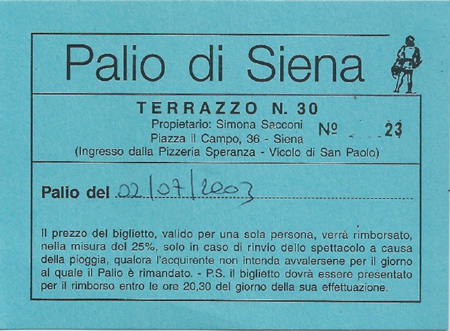 Palio di Siena
TERRAZZO N. 30
Propietario: Simona Sacconi
Piazza il Campo, 36 - Siena
Nº 23
(Ingresso dalla Pizzeria Speranza - Vicolo di San Paolo)
Palio del 02/07/2003
Il prezzo del biglietto, valido per una sola persona, verrà rimborsato,
nella misura del 25%, solo in caso di rinvio dello spettacolo a causa
della pioggia, qualora l'acquirente non intenda avvalersene per il giorno
al quale il Palio è rimandato. - P.S. il biglietto dovrà essere presentato
per il rimborso entro le ore 20,30 del giorno della sua effettuazione.